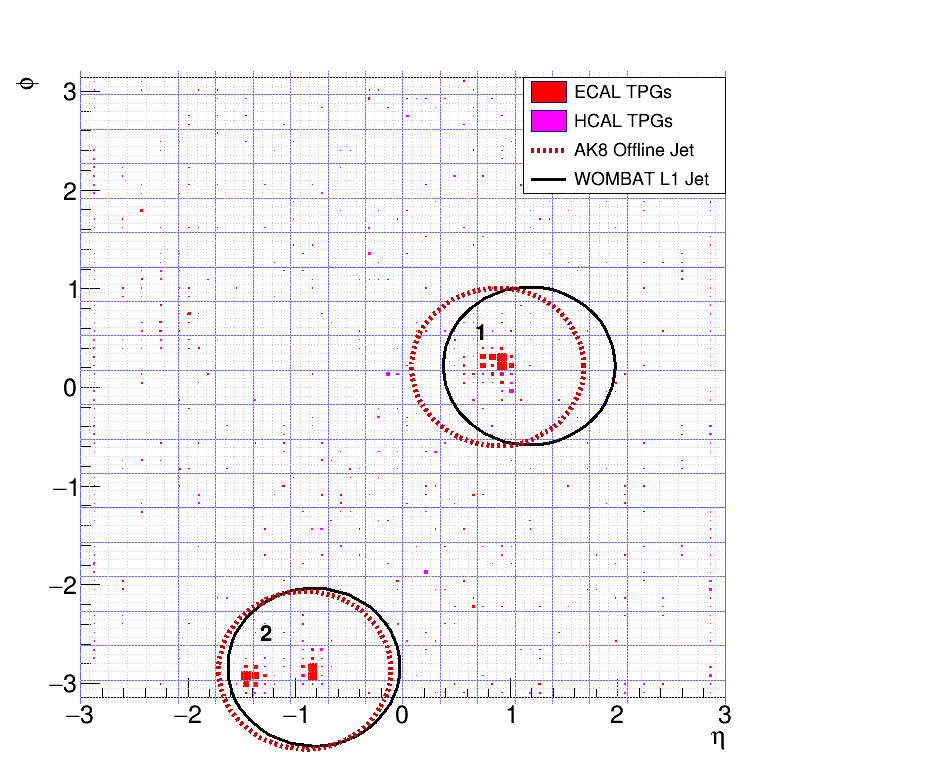 φ
3
2
1
0
−1
−2
−3
ECAL TPGs
HCAL TPGs
AK8 Offline Jet
WOMBAT L1 Jet
1
2
−3 −2 −1 0 1 2 3
η